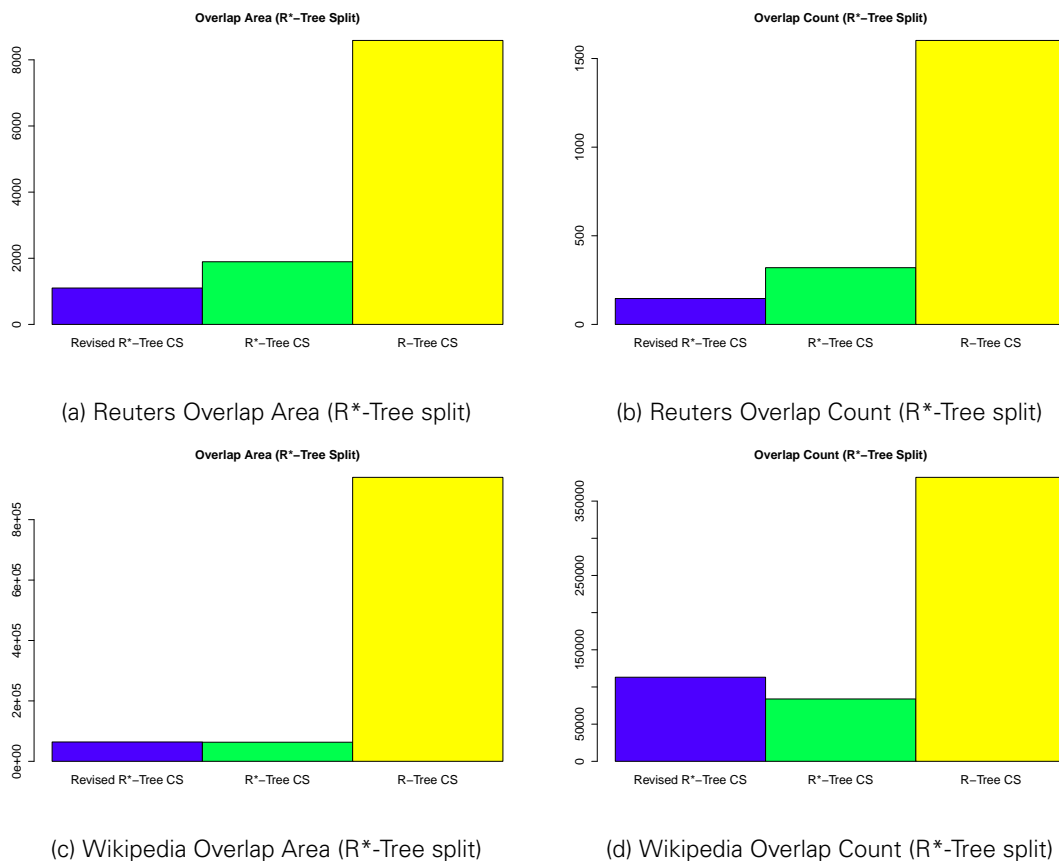 Overlap Area (R*−Tree Split)
8000
6000
4000
2000
0
Revised R*−Tree CS R*−Tree CS R−Tree CS
(a) Reuters Overlap Area (R*-Tree split)
Overlap Count (R*−Tree Split)
1500
1000
500
0
Revised R*−Tree CS R*−Tree CS R−Tree CS
(b) Reuters Overlap Count (R*-Tree split)
Overlap Area (R*−Tree Split)
8e+05
6e+05
4e+05
2e+05
0e+00
Revised R*−Tree CS R*−Tree CS R−Tree CS
(c) Wikipedia Overlap Area (R*-Tree split)
Overlap Count (R*−Tree Split)
350000
250000
150000
50000
0
Revised R*−Tree CS R*−Tree CS R−Tree CS
(d) Wikipedia Overlap Count (R*-Tree split)